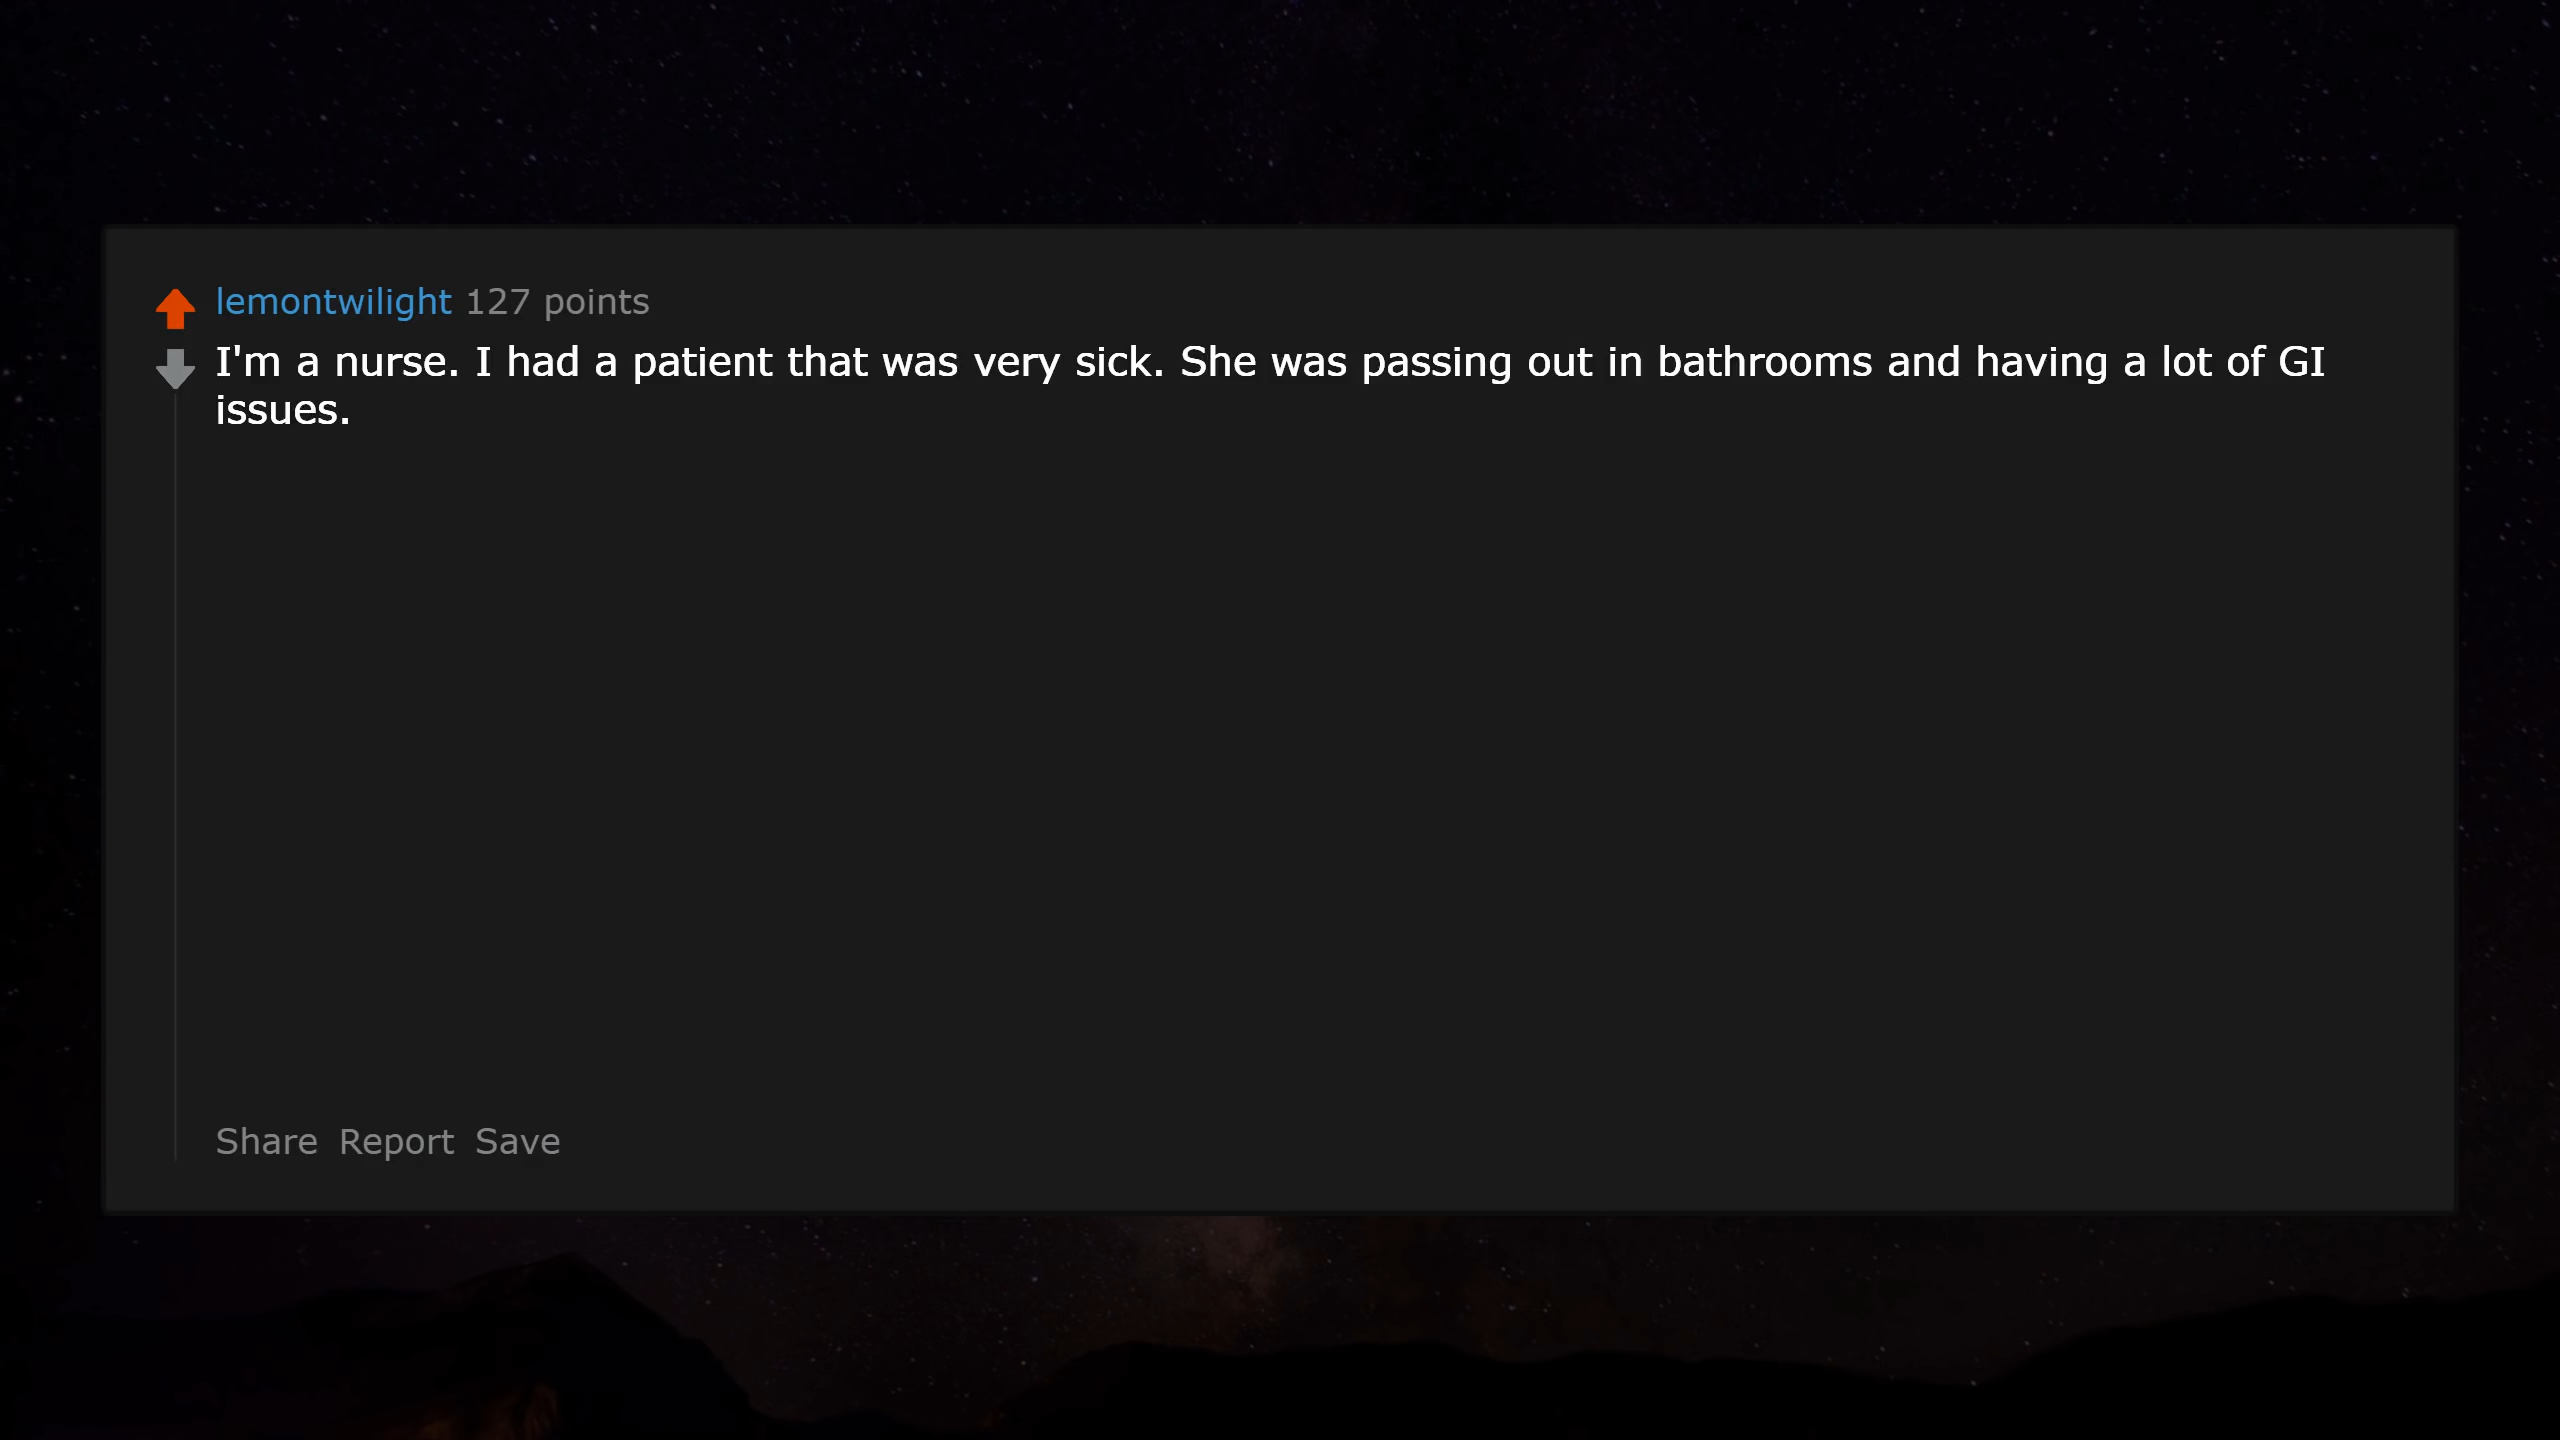 lemontwilight 127 points
I'm a nurse. I had a patient that was very sick. She was passing out in bathrooms and having a lot of GI
issues.
Share Report Save